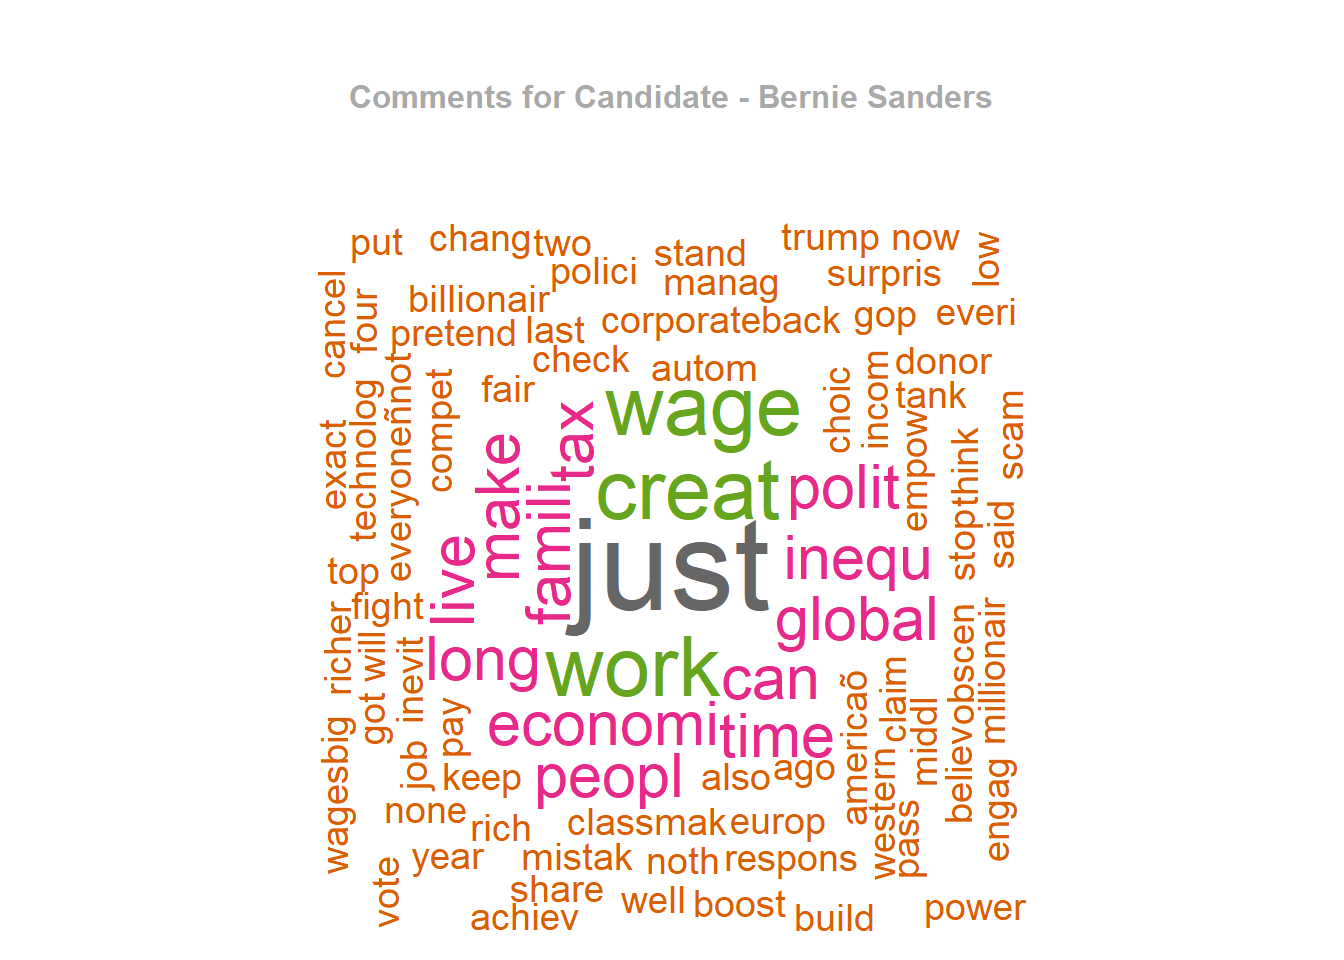 Comments for Candidate - Bernie Sanders
put
chang
two
stand
trump
now
low
polici
manag
surpris
cancel
four
billionair
pretend
last
corporateback
gop
everi
check
autom
donor
fair
wage
choic
incom
tank
exact
technolog
everyoneñnot
compet
tax
make
creat
polit
empow
stop
think
scam
said
famili
just
live
inequ
top
fight
global
richer
will
got
inevit
long
work
can
obscen
believ
millionair
claim
americaõ
middl
pay
economi
time
wagesbig
job
keep
peopl
also
ago
western
pass
engag
none
rich
classmak
europ
vote
year
mistak
noth
respons
share
achiev
well
boost
build
power